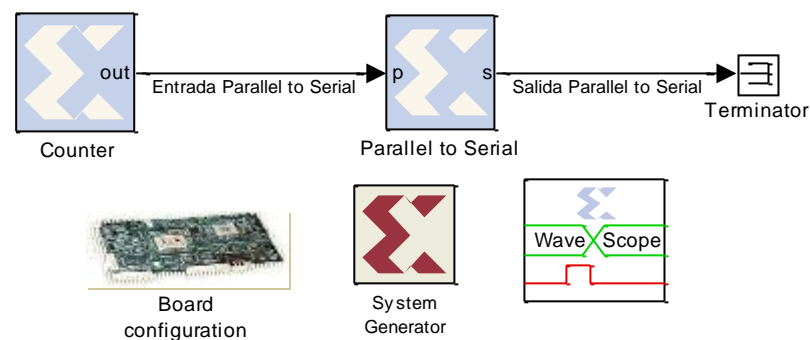 out
Entrada Parallel to Serial
p
s
Salida Parallel to Serial
Counter
Parallel to Serial
Terminator
Wave Scope
Board
configuration
System
Generator